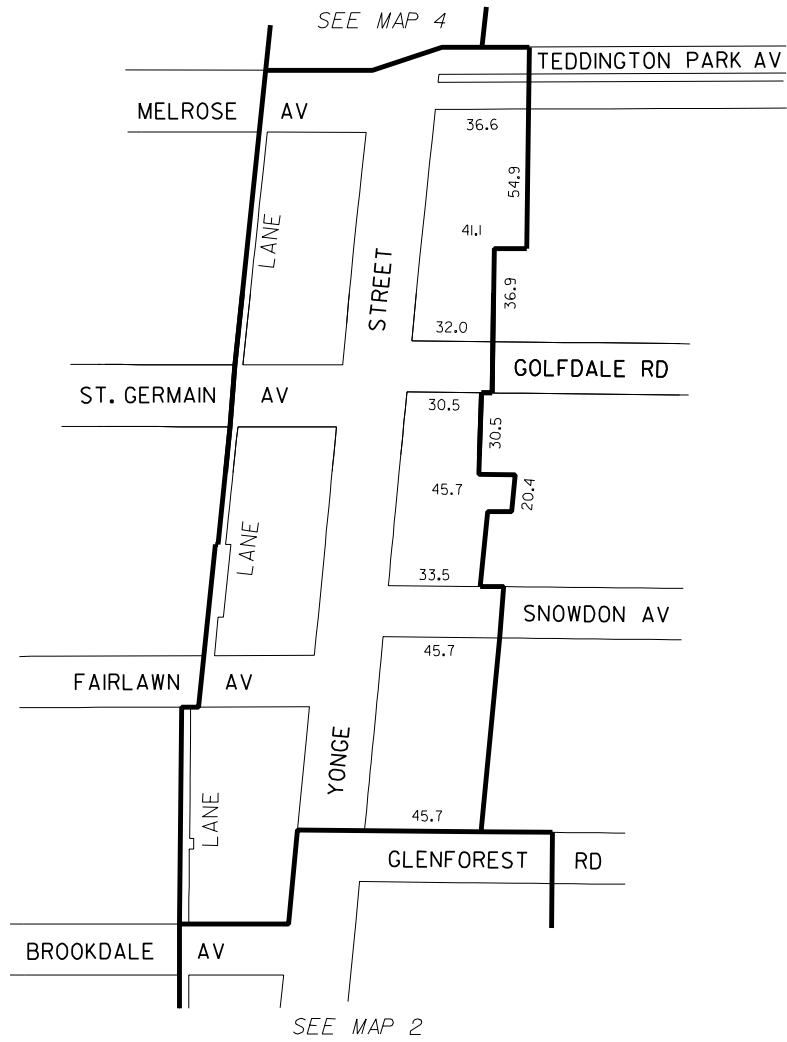 SEE MAP 4
TEDDINGTON PARK AV
MELROSE AV
36.6
54.9
LANE
41.1
STREET
36.9
32.0
GOLFDALE RD
ST. GERMAIN AV
30.5
30.5
45.7
20.4
LANE
33.5
SNOWDON AV
45.7
FAIRLAWN AV
YONGE
LANE
45.7
GLENFOREST RD
BROOKDALE AV
SEE MAP 2